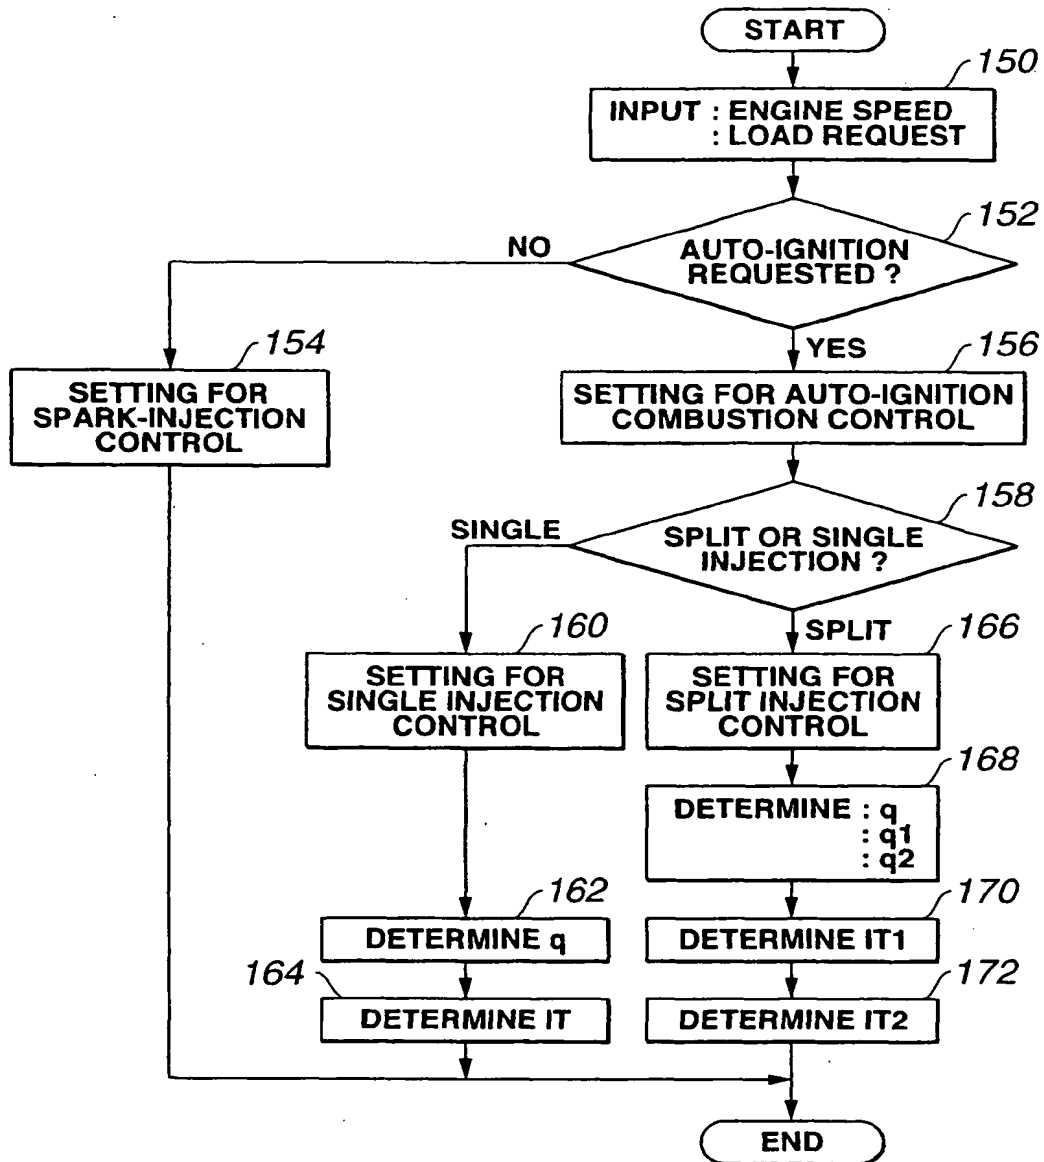 START
150
INPUT : ENGINE SPEED
: LOAD REQUEST
152
NO
AUTO-IGNITION
REQUESTED ?
YES
154
SETTING FOR
SPARK-INJECTION
CONTROL
156
SETTING FOR AUTO-IGNITION
COMBUSTION CONTROL
158
SINGLE
SPLIT OR SINGLE
INJECTION ?
SPLIT
160
SETTING FOR
SINGLE INJECTION
CONTROL
166
SETTING FOR
SPLIT INJECTION
CONTROL
168
DETERMINE : q
: q1
: q2
162
DETERMINE q
170
DETERMINE IT1
164
DETERMINE IT
172
DETERMINE IT2
END